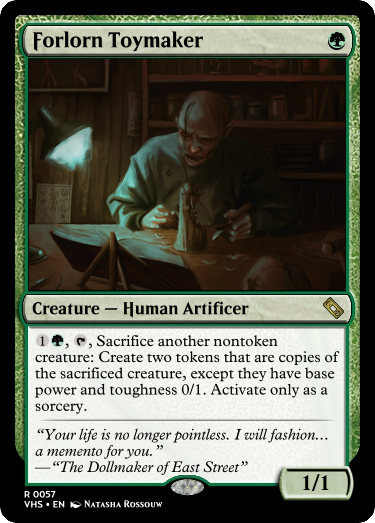 Forlorn Toymaker
Creature — Human Artificer
1, Sacrifice another nontoken
creature: Create two tokens that are copies of
the sacrificed creature, except they have base
power and toughness 0/1. Activate only as a
sorcery.
“Your life is no longer pointless. I will fashion…
a memento for you.”
—“The Dollmaker of East Street”
1/1
R 0057
VHS • EN Natasha Rossouw